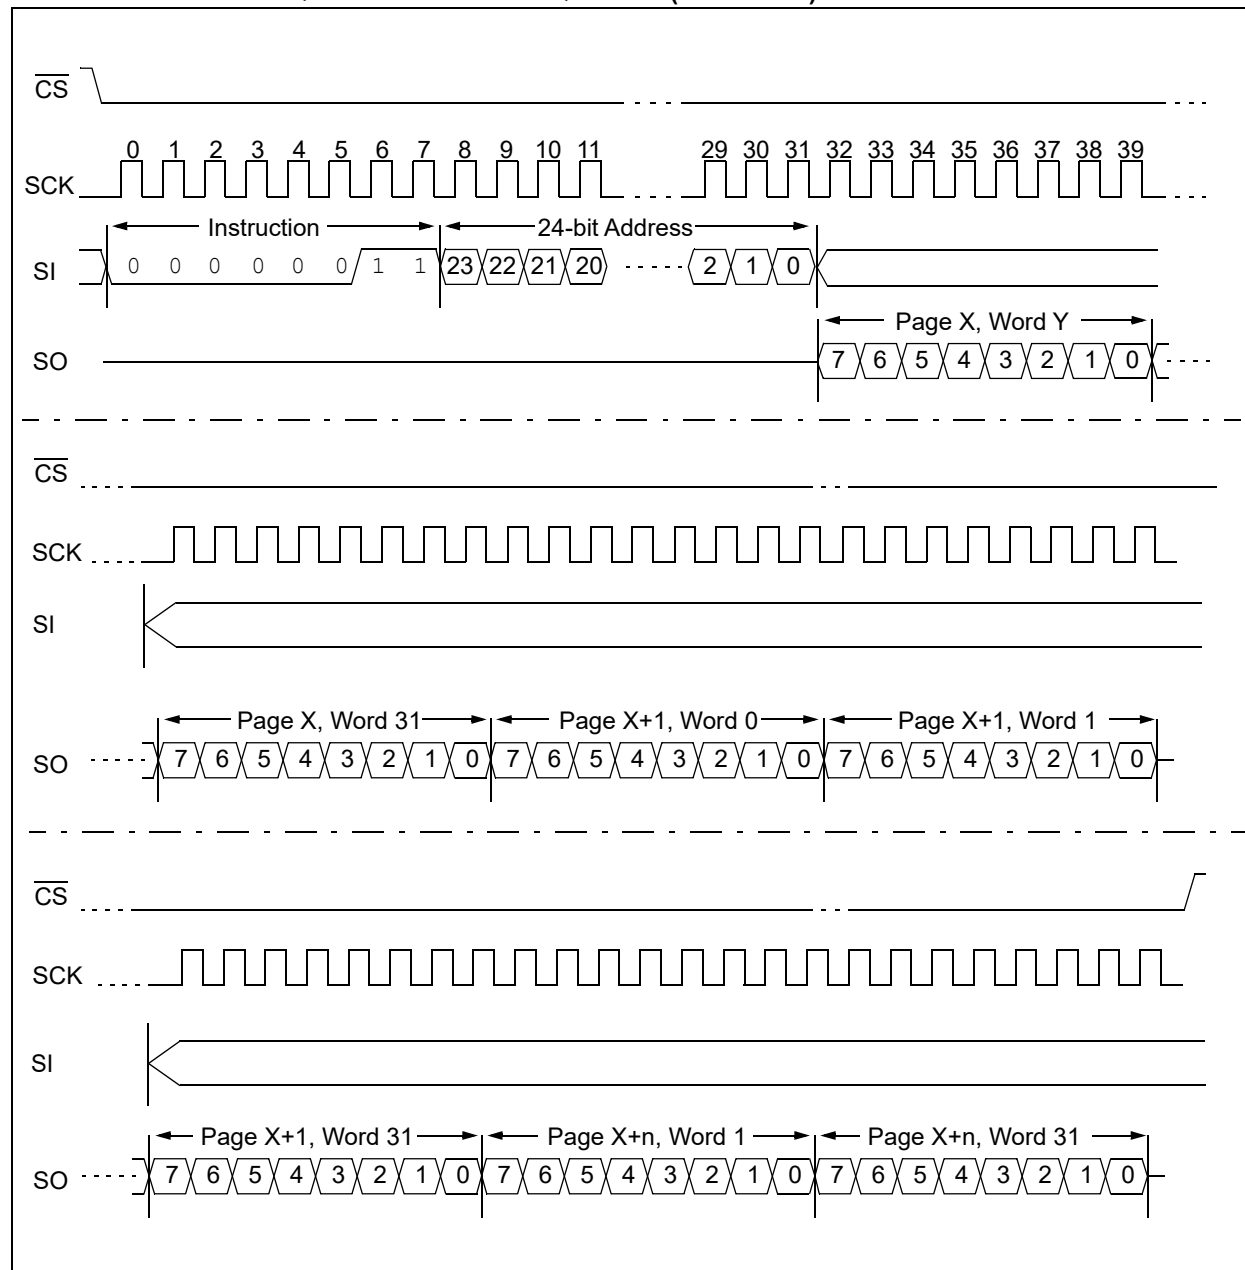 CS
0 1 2 3 4 5 6 7 8 9 10 11 29 30 31 32 33 34 35 36 37 38 39
SCK
Instruction 24-bit Address
SI 0 0 0 0 0 0 1 1 23 22 21 20 2 1 0
Page X, Word Y
SO 7 6 5 4 3 2 1 0
CS
SCK
SI
Page X, Word 31 Page X+1, Word 0 Page X+1, Word 1
SO 7 6 5 4 3 2 1 0 7 6 5 4 3 2 1 0 7 6 5 4 3 2 1 0
CS
SCK
SI
Page X+1, Word 31 Page X+n, Word 1 Page X+n, Word 31
SO 7 6 5 4 3 2 1 0 7 6 5 4 3 2 1 0 7 6 5 4 3 2 1 0